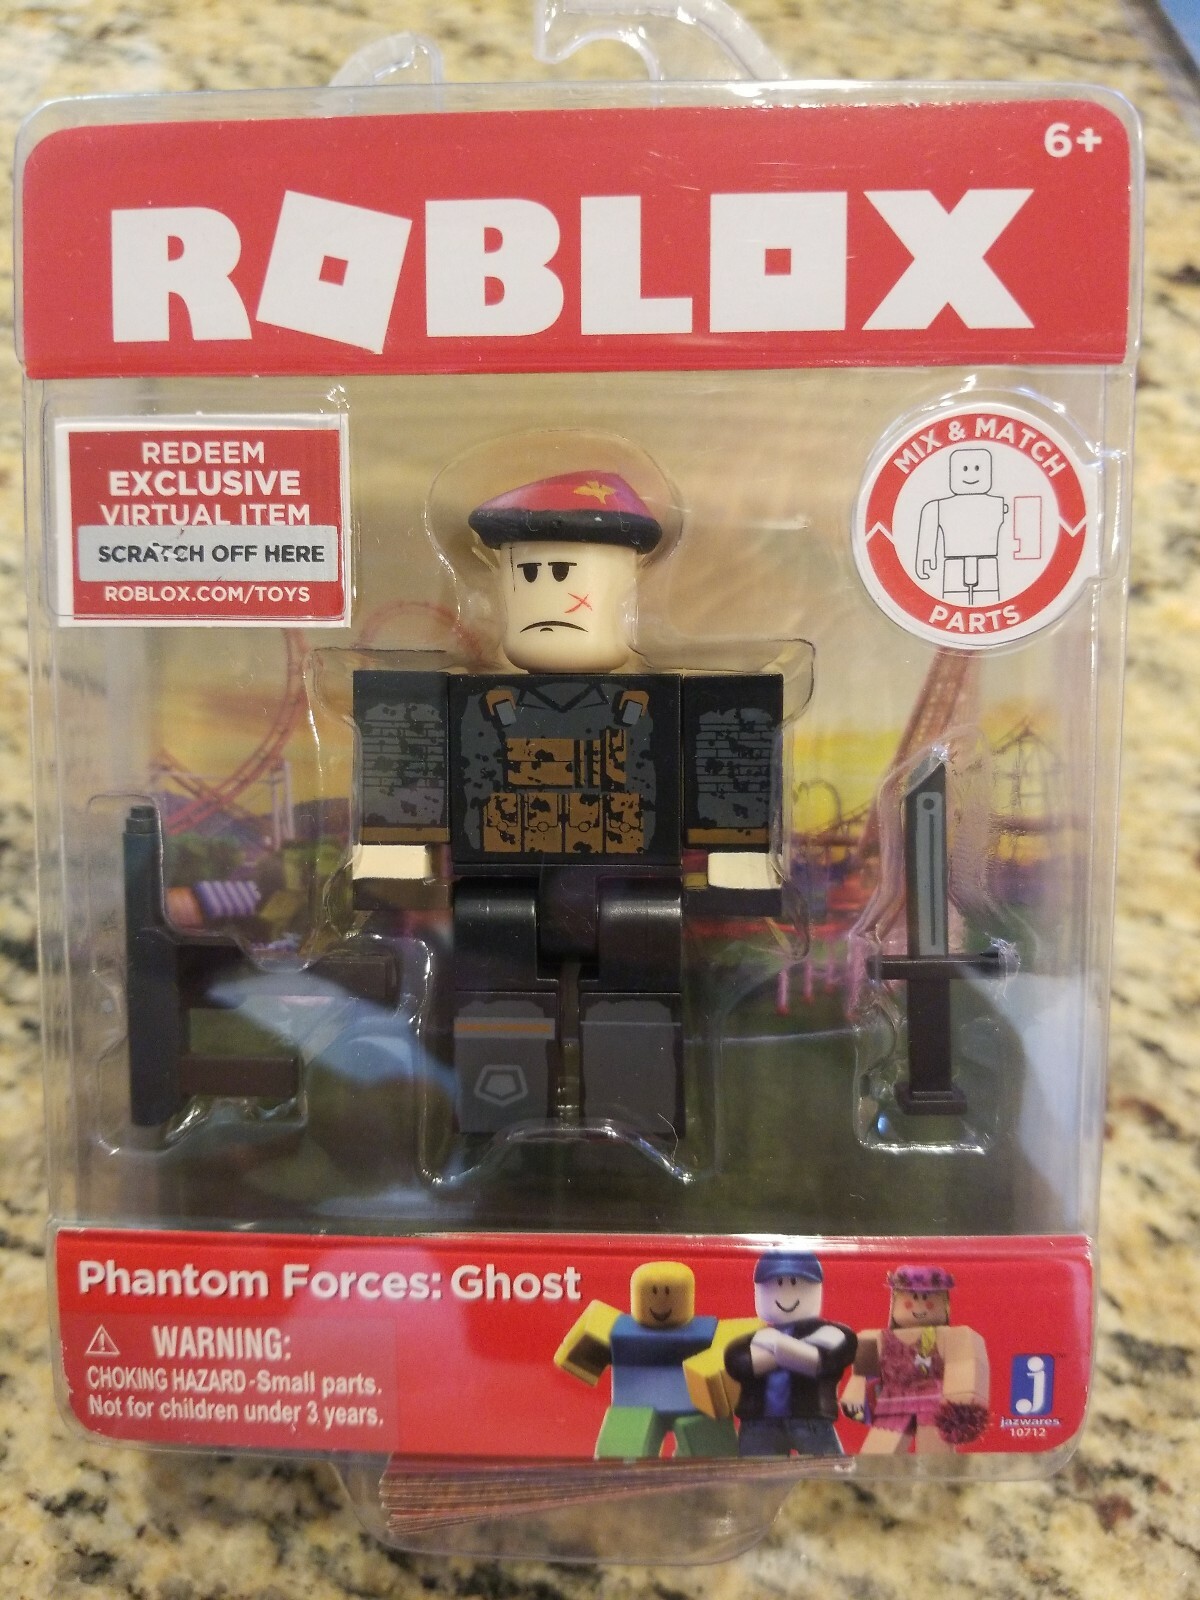 6+
ROBLOX
REDEEM
EXCLUSIVE
VIRTUAL ITEM
SCRATCH OFF HERE
ROBLOX.COM/TOYS
MIX & MATCH
PARTS
Phantom Forces: Ghost
WARNING:
CHOKING HAZARD-Small parts.
Not for children under 3 years.
j
jazwares™
10712